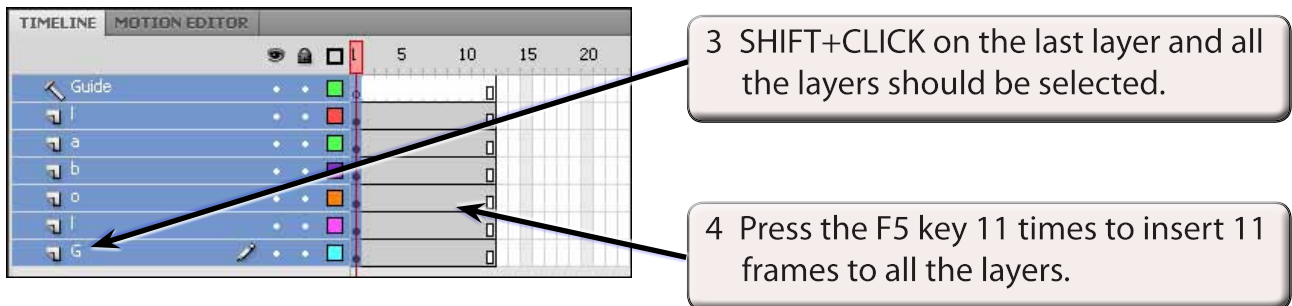 TIMELINE MOTION EDITOR
1 5 10 15 20
Guide
l
a
b
o
l
G
3 SHIFT+CLICK on the last layer and all
the layers should be selected.
4 Press the F5 key 11 times to insert 11
frames to all the layers.